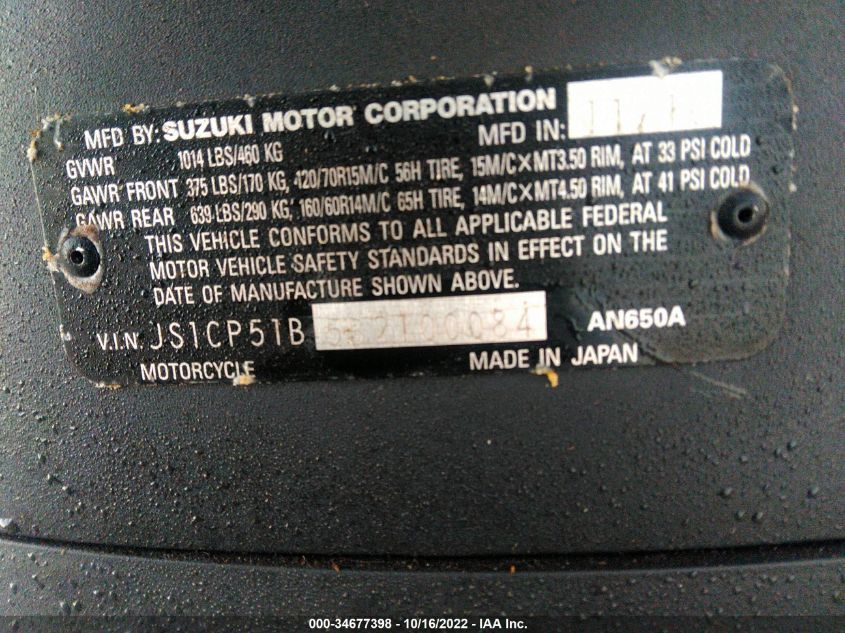 MFD BY: SUZUKI MOTOR CORPORATION MFD IN:
GVWR 1014 LBS/460 KG
GAWR FRONT 375 LBS/170 KG, 420/70R15M/C 56H TIRE, 15M/C×MT3.50 RIM, AT 33 PSI COLD
GAWR REAR 639 LBS/290 KG, 160/60R14M/C 65H TIRE, 14M/C×MT4.50 RIM, AT 41 PSI COLD
THIS VEHICLE CONFORMS TO ALL APPLICABLE FEDERAL
MOTOR VEHICLE SAFETY STANDARDS IN EFFECT ON THE
DATE OF MANUFACTURE SHOWN ABOVE.
V.I.N. JS1CP51B AN650A
MOTORCYCLE MADE IN JAPAN
000-34677398 - 10/16/2022 - IAA Inc.